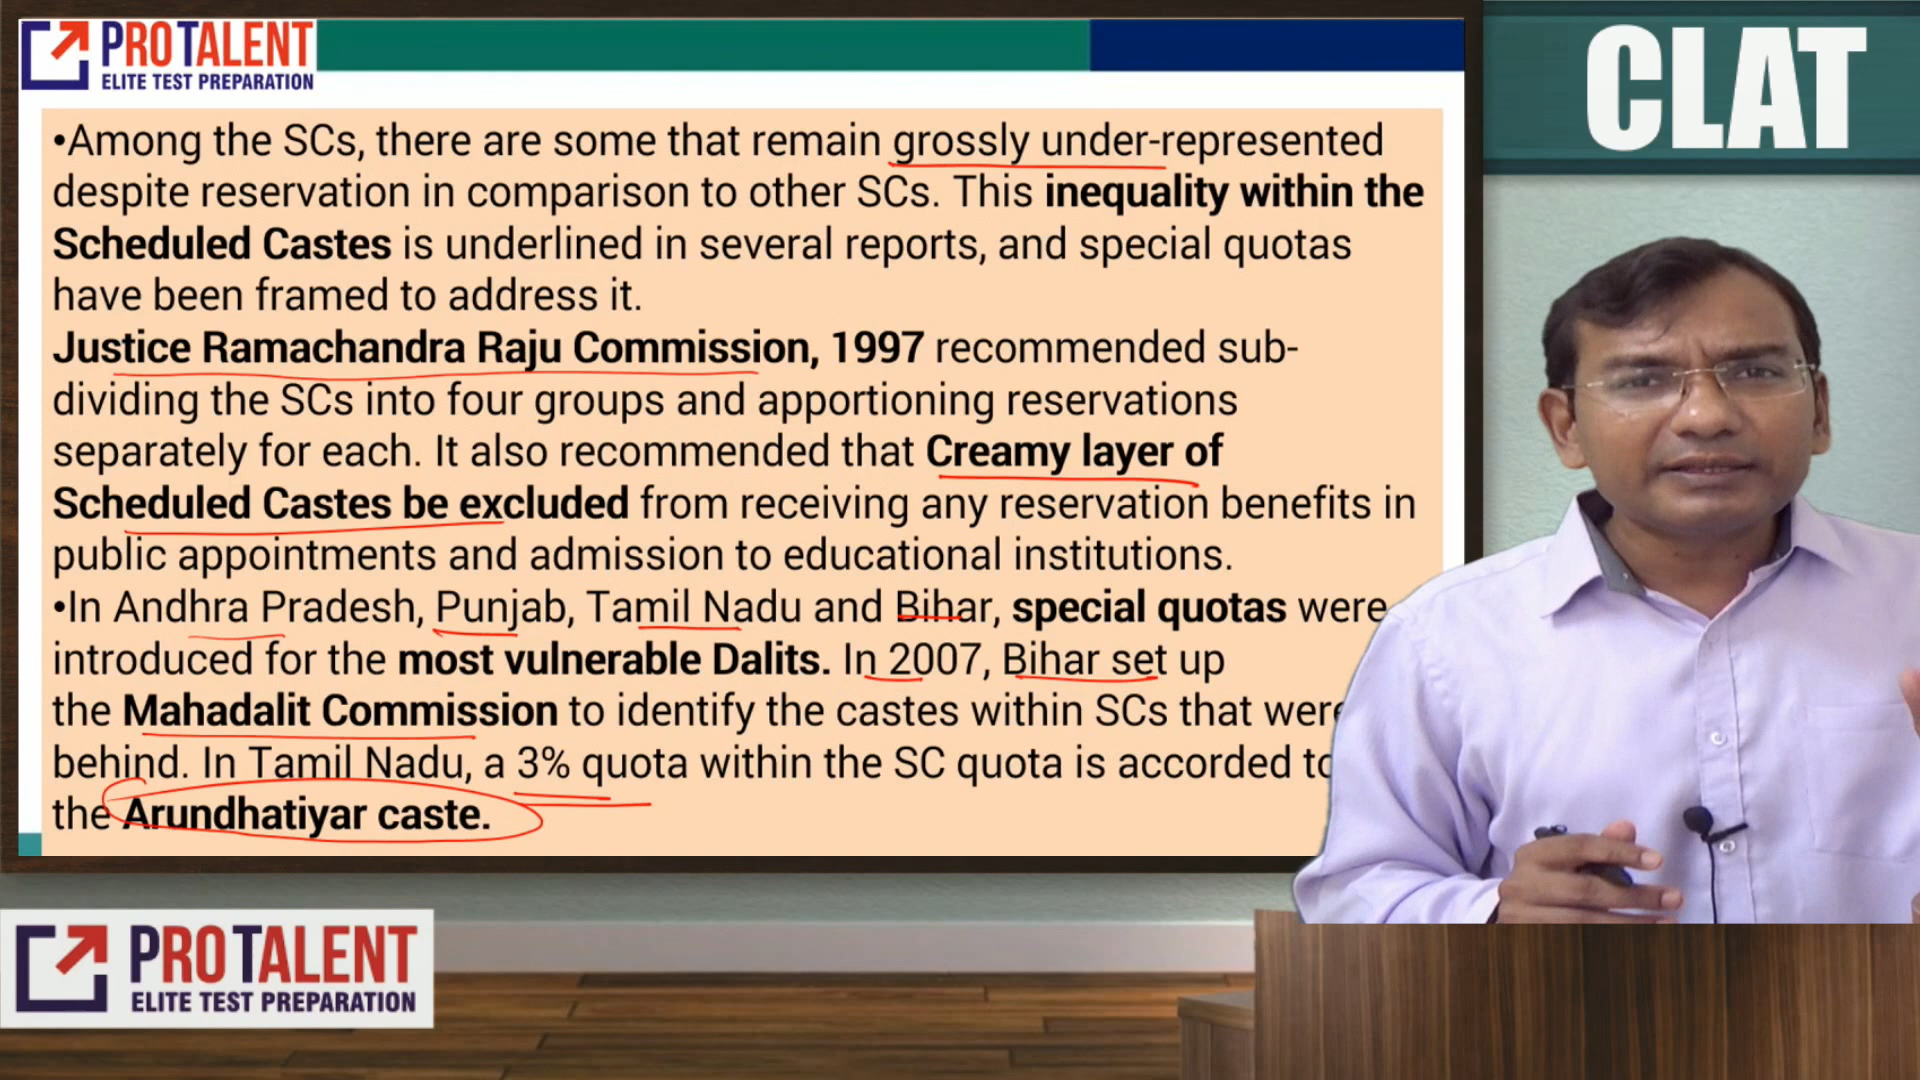 PROTALENT
ELITE TEST PREPARATION
CLAT
•Among the SCs, there are some that remain grossly under-represented
despite reservation in comparison to other SCs. This inequality within the
Scheduled Castes is underlined in several reports, and special quotas
have been framed to address it.
Justice Ramachandra Raju Commission, 1997 recommended sub-
dividing the SCs into four groups and apportioning reservations
separately for each. It also recommended that Creamy layer of
Scheduled Castes be excluded from receiving any reservation benefits in
public appointments and admission to educational institutions.
•In Andhra Pradesh, Punjab, Tamil Nadu and Bihar, special quotas were
introduced for the most vulnerable Dalits. In 2007, Bihar set up
the Mahadalit Commission to identify the castes within SCs that were
behind. In Tamil Nadu, a 3% quota within the SC quota is accorded to
the Arundhatiyar caste.
PROTALENT
ELITE TEST PREPARATION